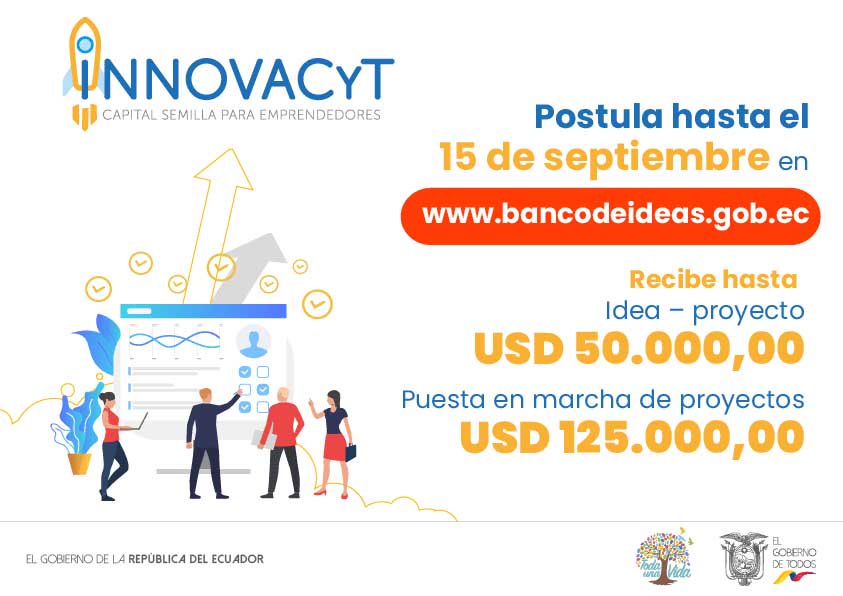 INNOVACyT
CAPITAL SEMILLA PARA EMPRENDEDORES
Postula hasta el
15 de septiembre en
www.bancodeideas.gob.ec
Recibe hasta
Idea – proyecto
USD 50.000,00
Puesta en marcha de proyectos
USD 125.000,00
EL GOBIERNO DE LA REPÚBLICA DEL ECUADOR
Toda
una Vida
EL
GOBIERNO
DE TODOS